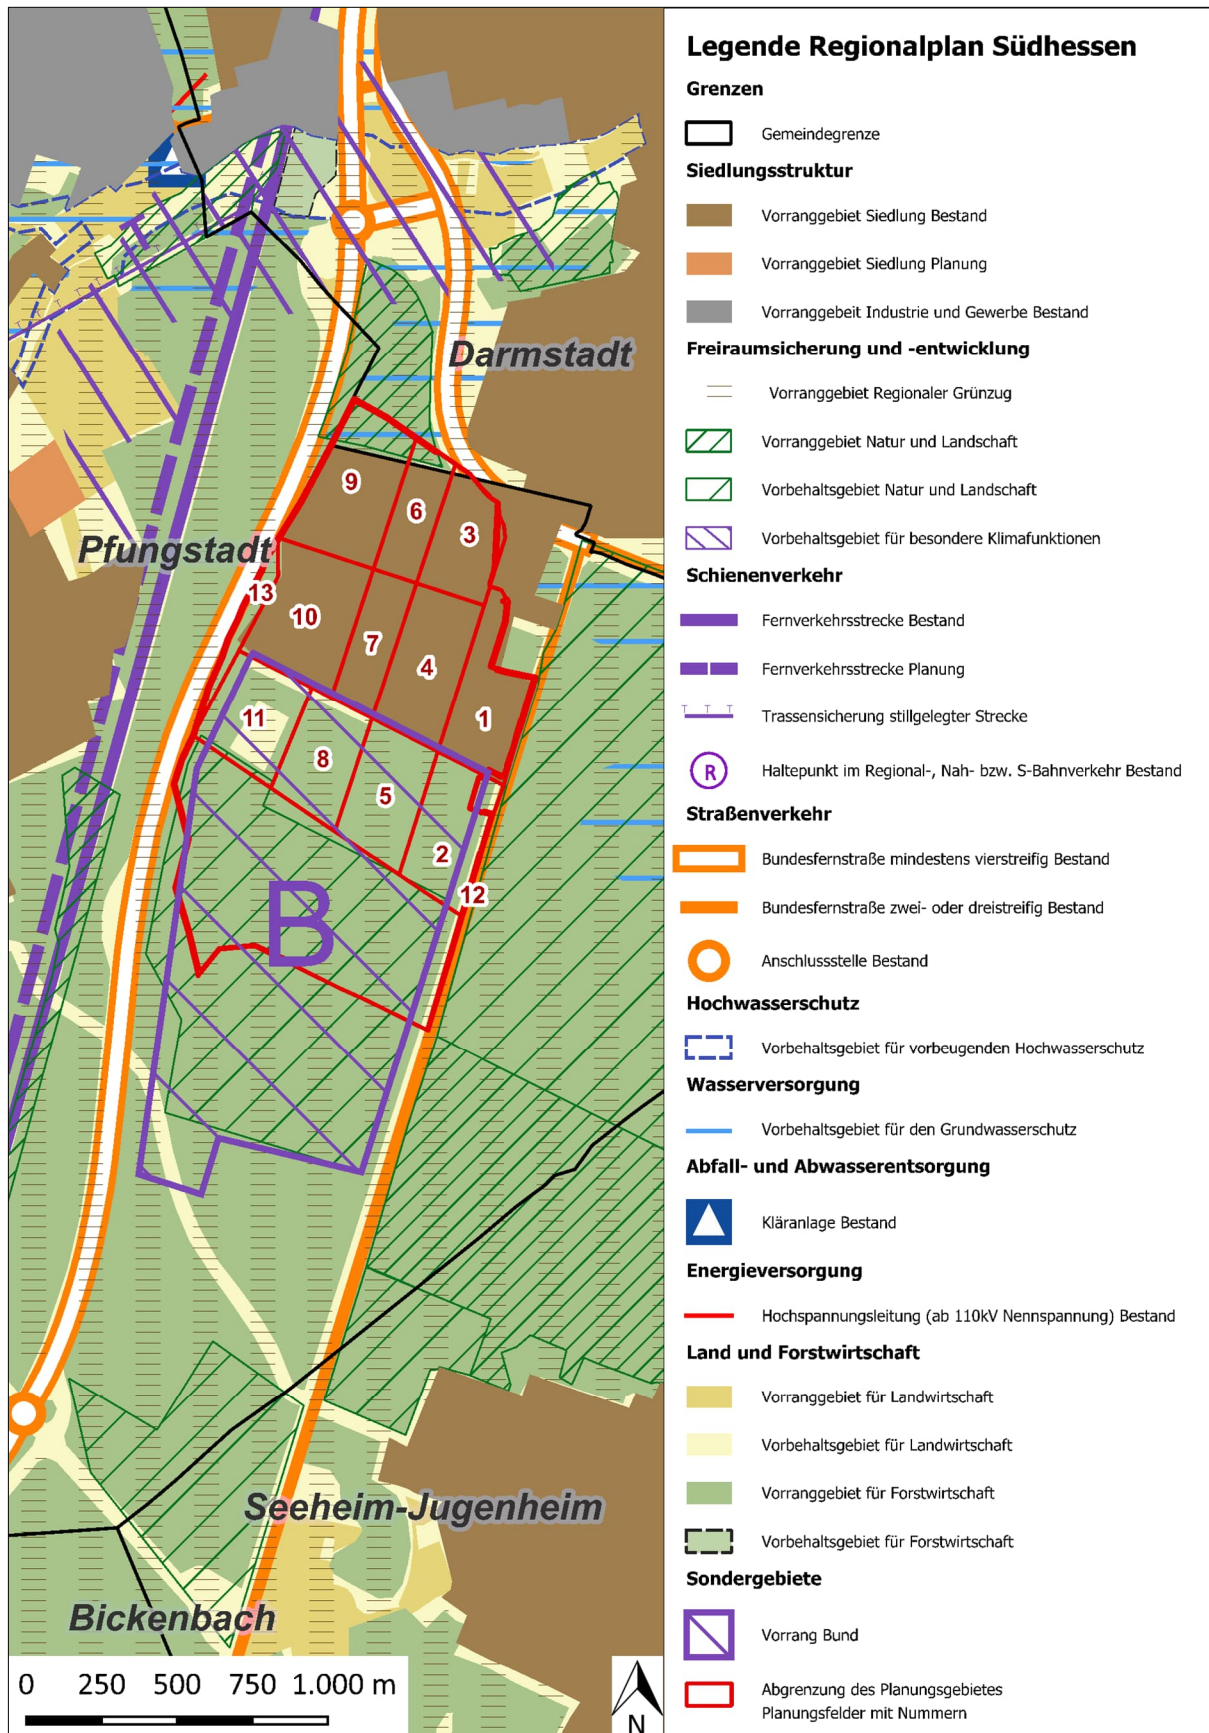 Darmstadt
Pfungstadt
9
6
3
13
10
7
4
1
11
8
5
2
12
B
Seeheim-Jugenheim
Bickenbach
0 250 500 750 1.000 m
N
Legende Regionalplan Südhessen
Grenzen
Gemeindegrenze
Siedlungsstruktur
Vorranggebiet Siedlung Bestand
Vorranggebiet Siedlung Planung
Vorranggebeit Industrie und Gewerbe Bestand
Freiraumsicherung und -entwicklung
Vorranggebiet Regionaler Grünzug
Vorranggebiet Natur und Landschaft
Vorbehaltsgebiet Natur und Landschaft
Vorbehaltsgebiet für besondere Klimafunktionen
Schienenverkehr
Fernverkehrsstrecke Bestand
Fernverkehrsstrecke Planung
T T T
Trassensicherung stillgelegter Strecke
R
Haltepunkt im Regional-, Nah- bzw. S-Bahnverkehr Bestand
Straßenverkehr
Bundesfernstraße mindestens vierstreifig Bestand
Bundesfernstraße zwei- oder dreistreifig Bestand
Anschlussstelle Bestand
Hochwasserschutz
Vorbehaltsgebiet für vorbeugenden Hochwasserschutz
Wasserversorgung
Vorbehaltsgebiet für den Grundwasserschutz
Abfall- und Abwasserentsorgung
Kläranlage Bestand
Energieversorgung
Hochspannungsleitung (ab 110kV Nennspannung) Bestand
Land und Forstwirtschaft
Vorranggebiet für Landwirtschaft
Vorbehaltsgebiet für Landwirtschaft
Vorranggebiet für Forstwirtschaft
Vorbehaltsgebiet für Forstwirtschaft
Sondergebiete
Vorrang Bund
Abgrenzung des Planungsgebietes
Planungsfelder mit Nummern